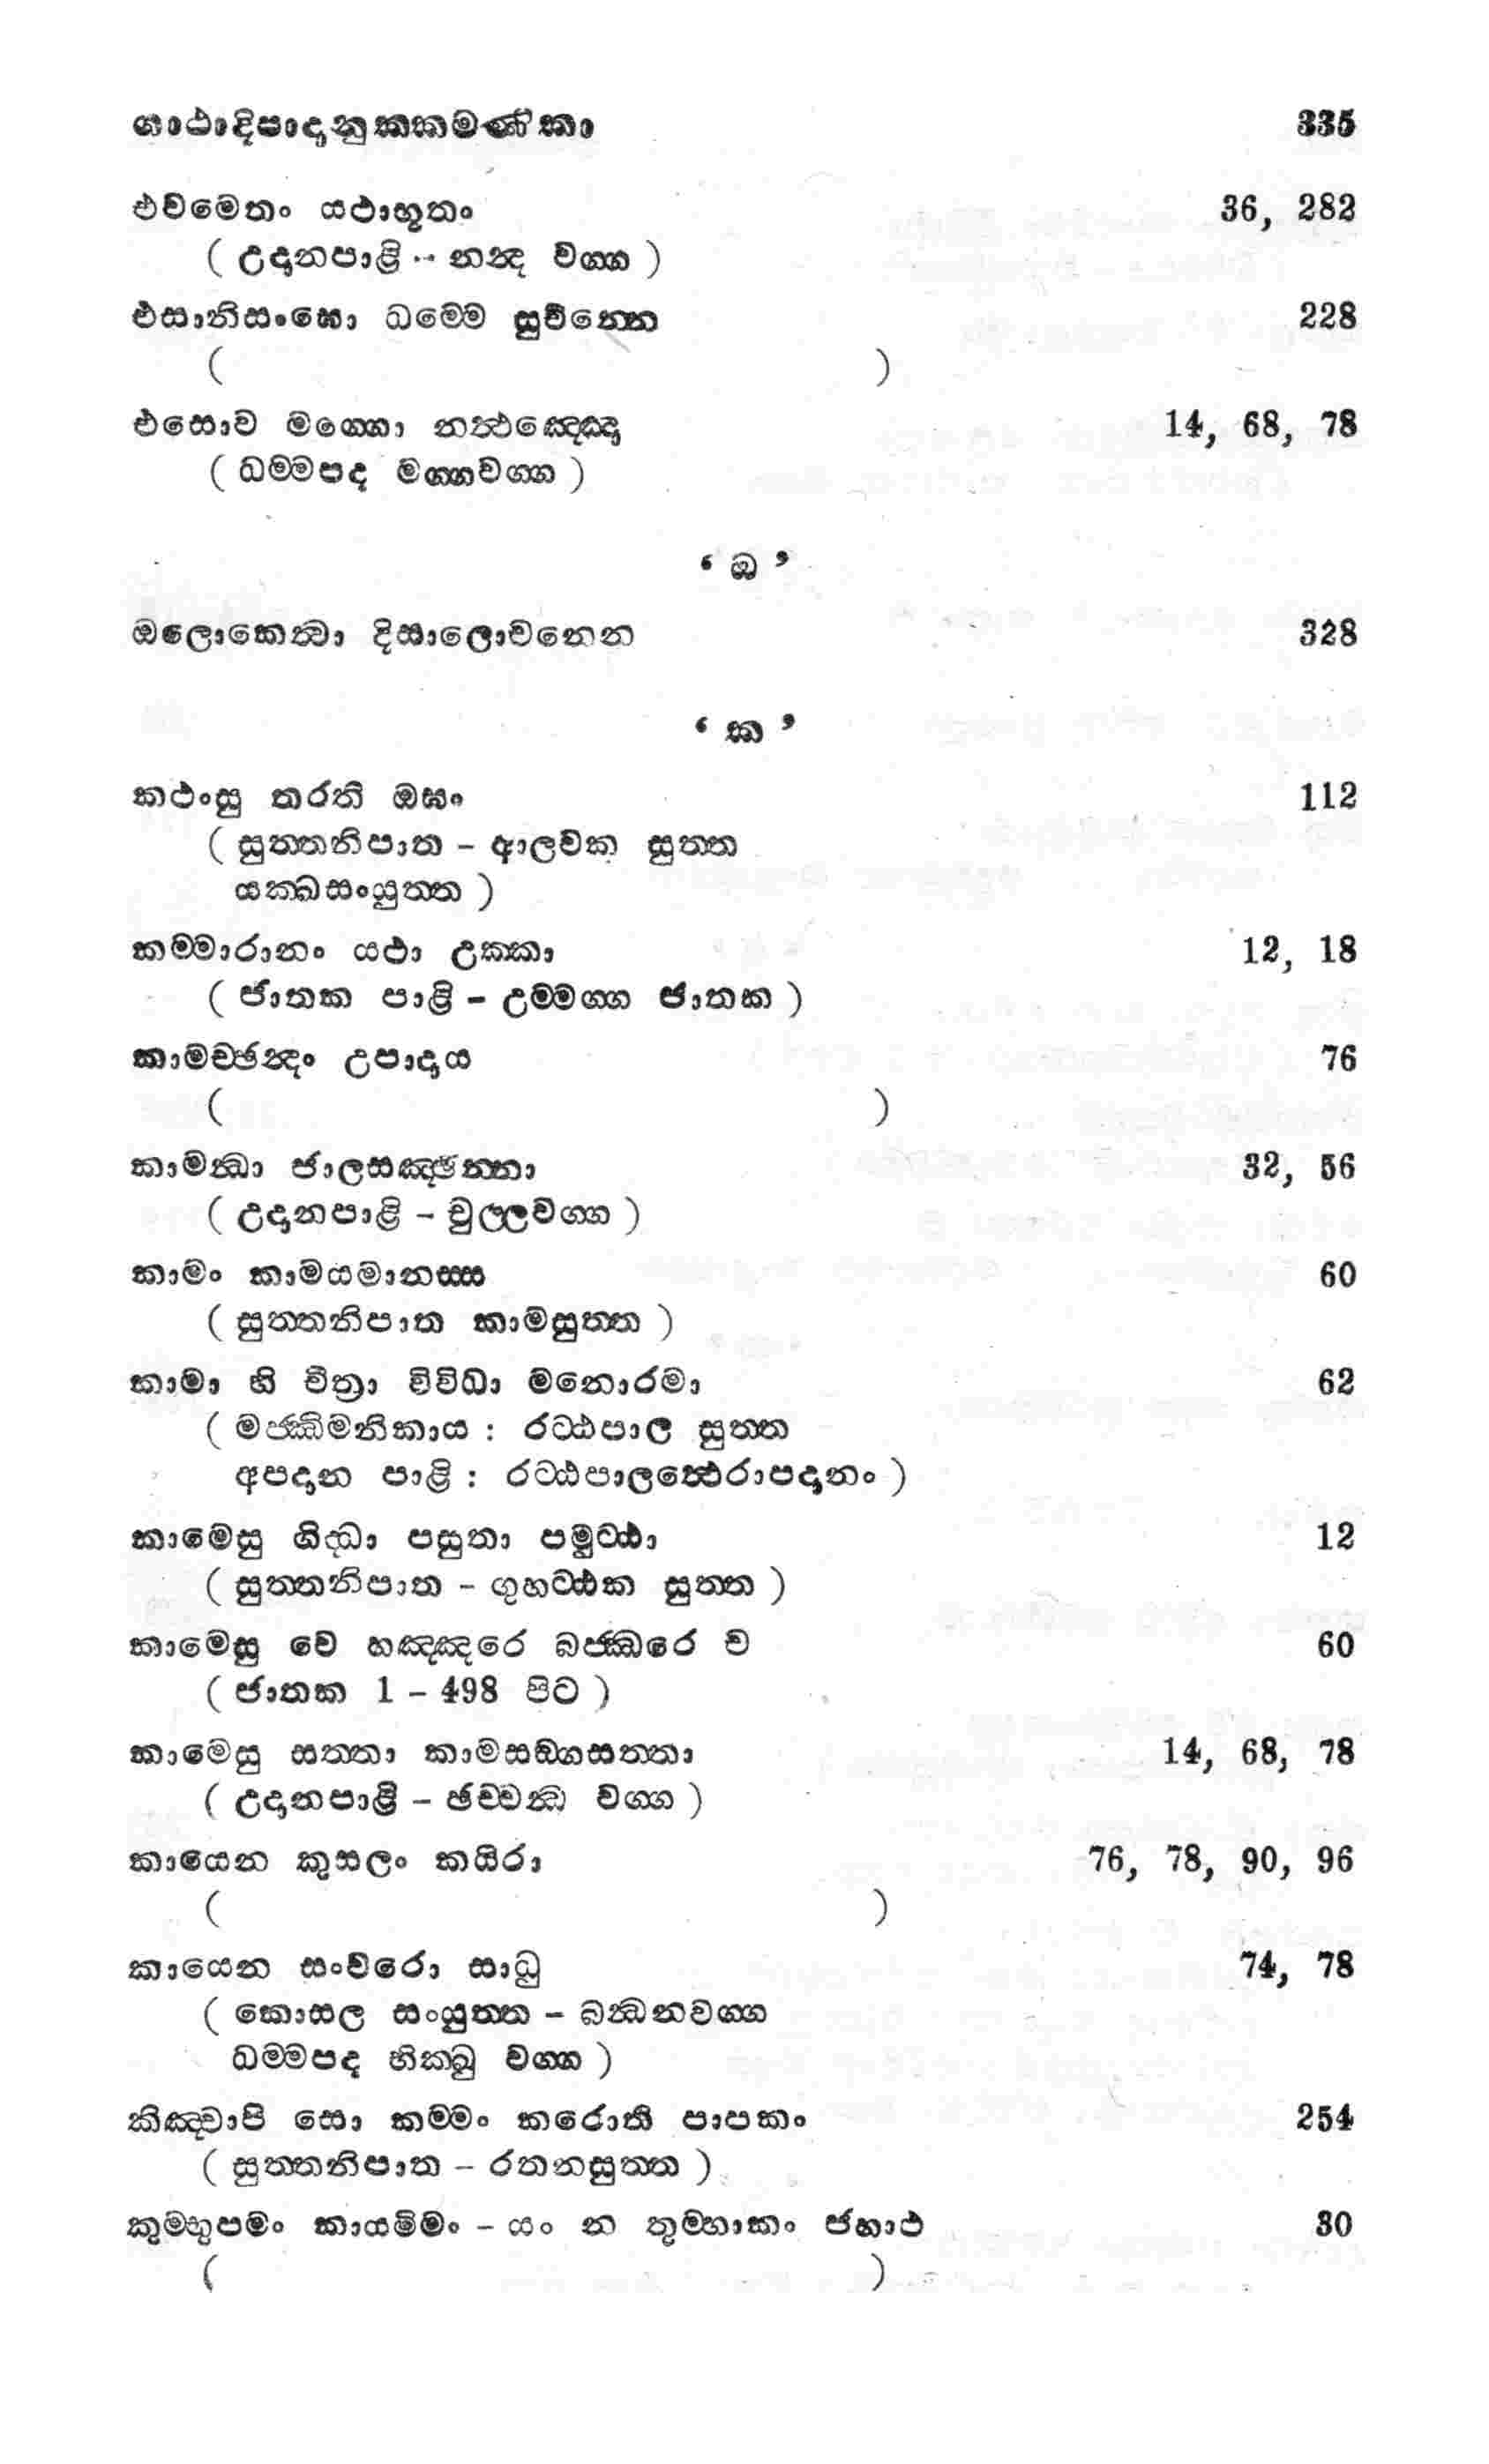 ගාථාදිපාදානුක්කමණිකා 335
එවමෙතං යථාභූතං 36, 282
( උදානපාළි - නන්ද වග්ග )
එසානිසංසො ධම්මෙ සුචිණ්ණෙ 228
( )
එසොව මග්ගො නත්ථඤ්ඤො 14, 68, 78
( ධම්මපද මග්ගවග්ග )
‘ ඔ ’
ඔලොකෙත්වා දිසාලොචනෙන 328
‘ ක ’
කථංසු තරති ඔඝං 112
( සුත්තනිපාත - ආලවක සුත්ත
යක්ඛසංයුත්ත )
කම්මාරානං යථා උක්කා 12, 18
( ජාතක පාළි - උම්මග්ග ජාතක )
කාමච්ඡන්දං උපාදාය 76
( )
කාමන්ධා ජාලසඤ්ඡන්නා 32, 56
( උදානපාළි - චුල්ලවග්ග )
කාමං කාමයමානස්ස 60
( සුත්තනිපාත කාමසුත්ත )
කාමා හි චිත්‍රා විවිධා මනොරමා 62
( මජ්ඣිමනිකාය : රට්ඨපාල සුත්ත
අපදාන පාළි : රට්ඨපාලත්ථෙරාපදානං )
කාමෙසු ගිද්ධා පසුතා පමුට්ඨා 12
( සුත්තනිපාත - ගුහට්ඨක සුත්ත )
කාමෙසු වෙ හඤ්ඤරෙ බජ්ඣරෙ ච 60
( ජාතක 1 - 498 පිට )
කාමෙසු සත්තා කාමසඞ්ගසත්තා 14, 68, 78
( උදානපාළි - ඡච්චන්ධ වග්ග )
කායෙන කුසලං කයිරා 76, 78, 90, 96
( )
කායෙන සංවරො සාධු 74, 78
( කොසල සංයුත්ත - බන්ධනවග්ග
ධම්මපද භික්ඛු වග්ග )
කිඤ්චාපි සො කම්මං කරොති පාපකං 254
( සුත්තනිපාත - රතනසුත්ත )
කුම්භූපමං කායමිමං - යං න තුම්හාකං ජහාථ 30
( )